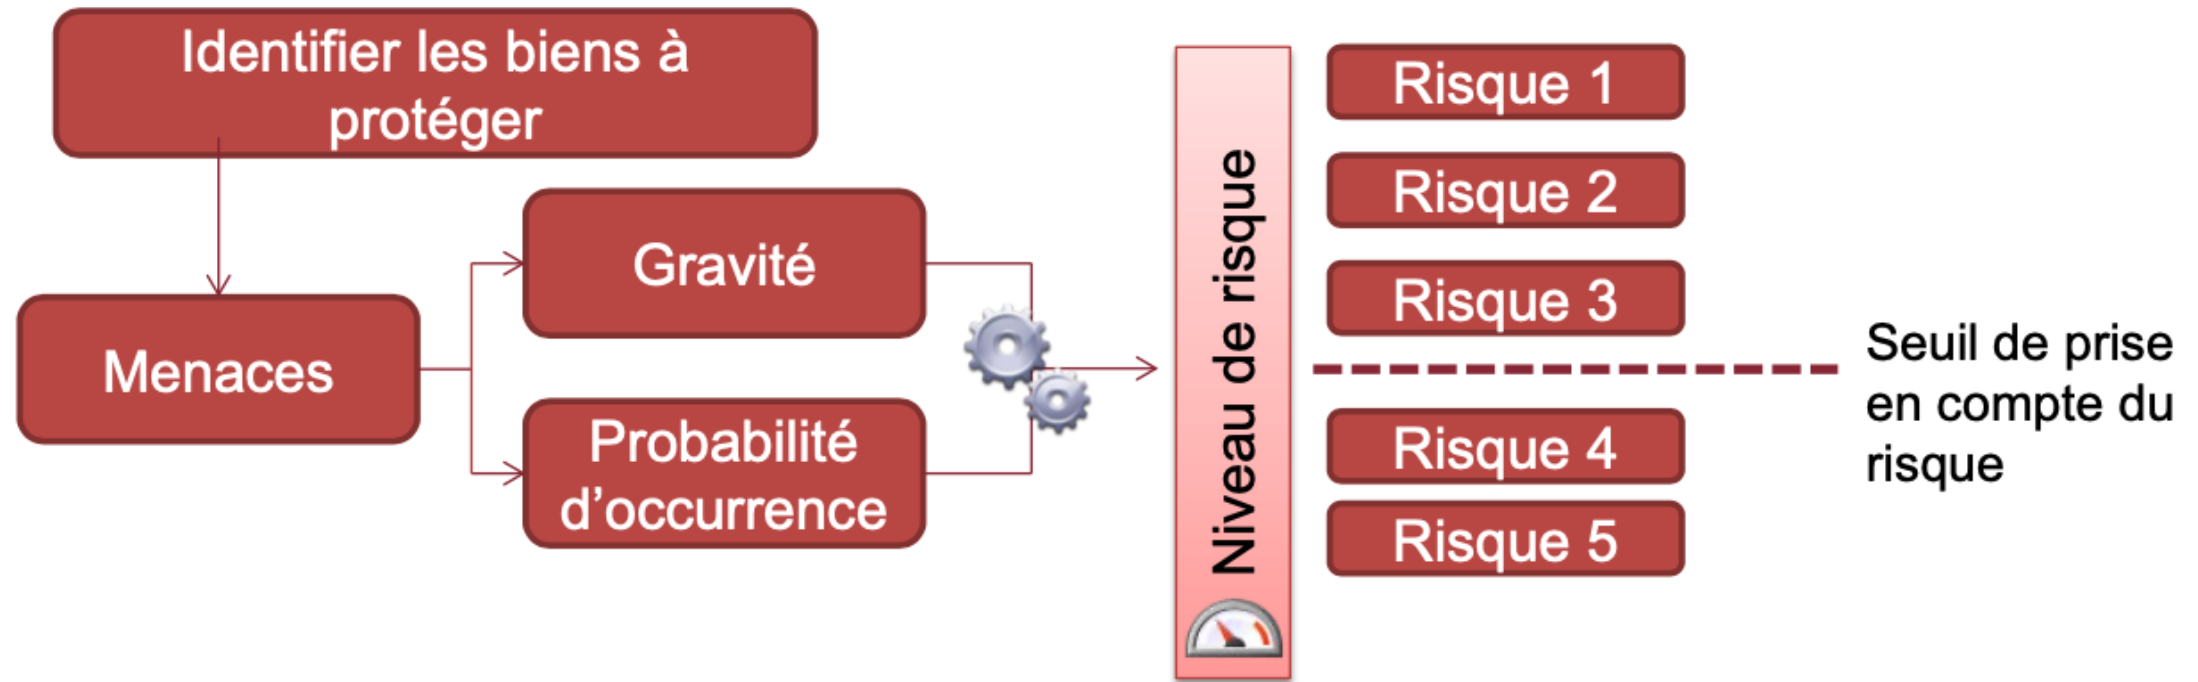 Identifier les biens à
protéger
Menaces
Gravité
Probabilité
d’occurrence
Niveau de risque
Risque 1
Risque 2
Risque 3
Risque 4
Risque 5
Seuil de prise
en compte du
risque